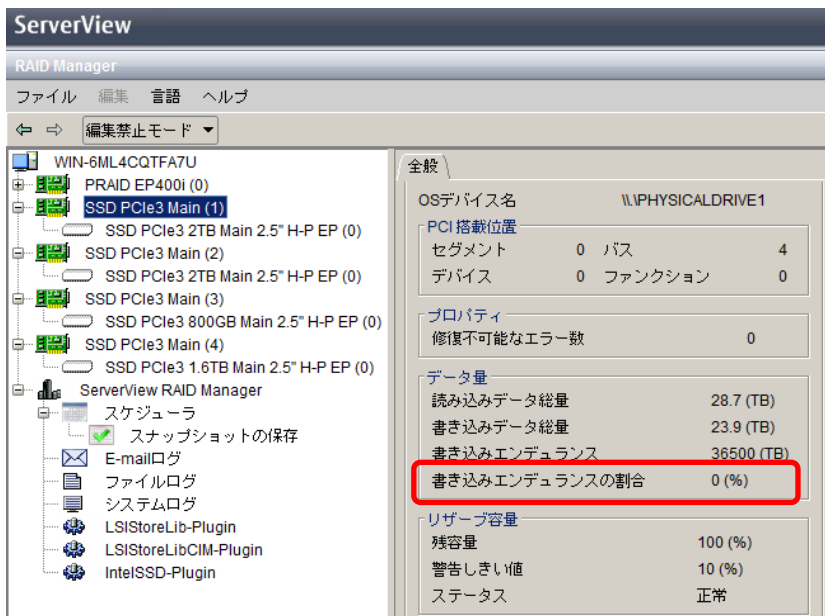 ServerView
RAID Manager
ファイル 編集 言語 ヘルプ
編集禁止モード
WIN-6ML4CQTFA7U
PRAID EP400i (0)
SSD PCIe3 Main (1)
SSD PCIe3 2TB Main 2.5" H-P EP (0)
SSD PCIe3 Main (2)
SSD PCIe3 2TB Main 2.5" H-P EP (0)
SSD PCIe3 Main (3)
SSD PCIe3 800GB Main 2.5" H-P EP (0)
SSD PCIe3 Main (4)
SSD PCIe3 1.6TB Main 2.5" H-P EP (0)
ServerView RAID Manager
スケジューラ
スナップショットの保存
E-mailログ
ファイルログ
システムログ
LSIStoreLib-Plugin
LSIStoreLibCIM-Plugin
IntelSSD-Plugin
全般
OSデバイス名 \\.\PHYSICALDRIVE1
PCI 搭載位置
セグメント 0 バス 4
デバイス 0 ファンクション 0
プロパティ
修復不可能なエラー数 0
データ量
読み込みデータ総量 28.7 (TB)
書き込みデータ総量 23.9 (TB)
書き込みエンデュランス 36500 (TB)
書き込みエンデュランスの割合 0 (%)
リザーブ容量
残容量 100 (%)
警告しきい値 10 (%)
ステータス 正常